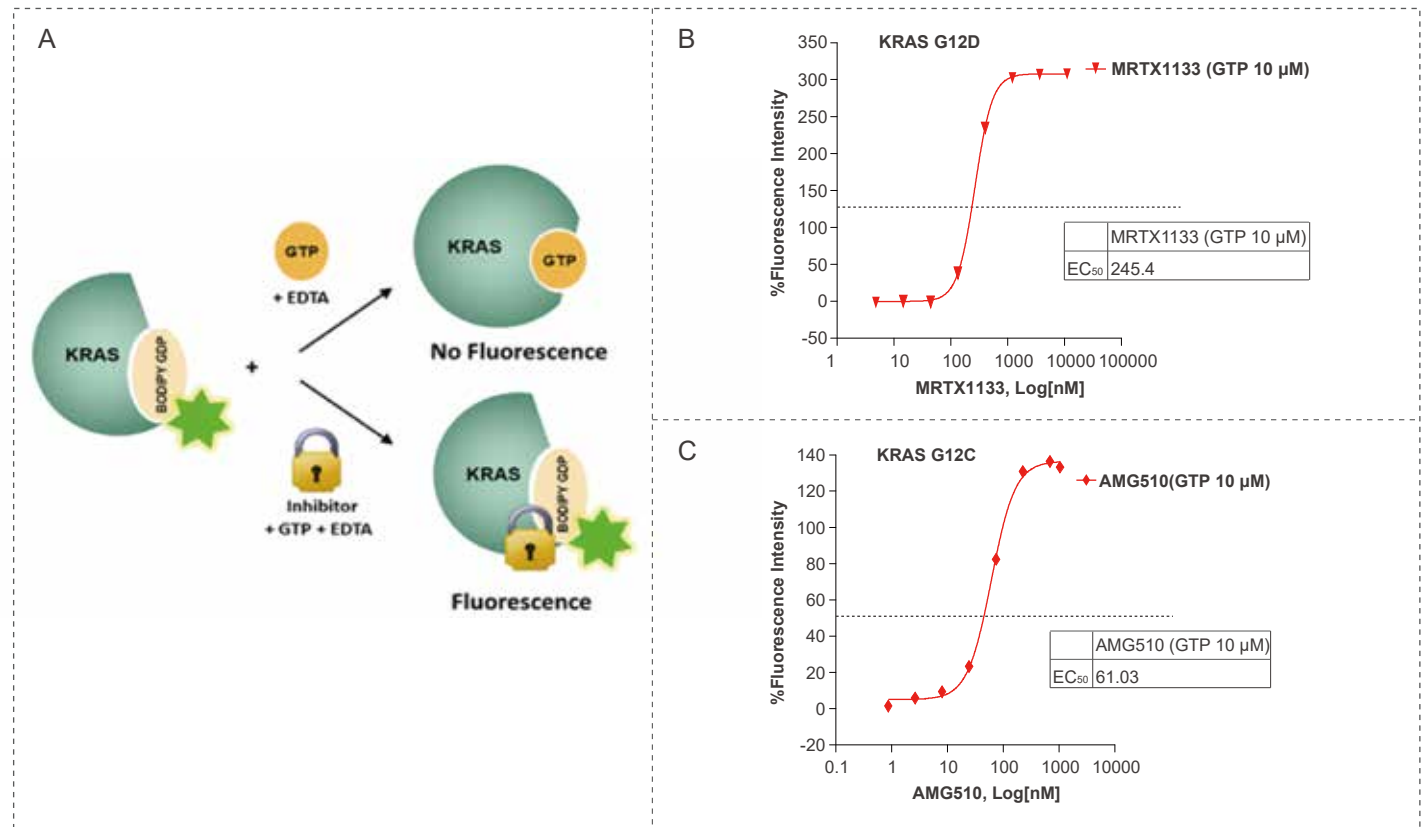 A
KRAS
BODIPY GDP
+
GTP
+ EDTA
KRAS
GTP
No Fluorescence
Inhibitor
+ GTP + EDTA
KRAS
BODIPY GDP
Fluorescence
B
KRAS G12D
MRTX1133 (GTP 10 µM)
%Fluorescence Intensity
350
300
250
200
150
100
50
0
-50
MRTX1133 (GTP 10 µM)
EC₅₀ 245.4
1 10 100 1000 10000 100000
MRTX1133, Log[nM]
C
KRAS G12C
AMG510(GTP 10 µM)
%Fluorescence Intensity
140
120
100
80
60
40
20
0
-20
AMG510 (GTP 10 µM)
EC₅₀ 61.03
0.1 1 10 100 1000 10000
AMG510, Log[nM]